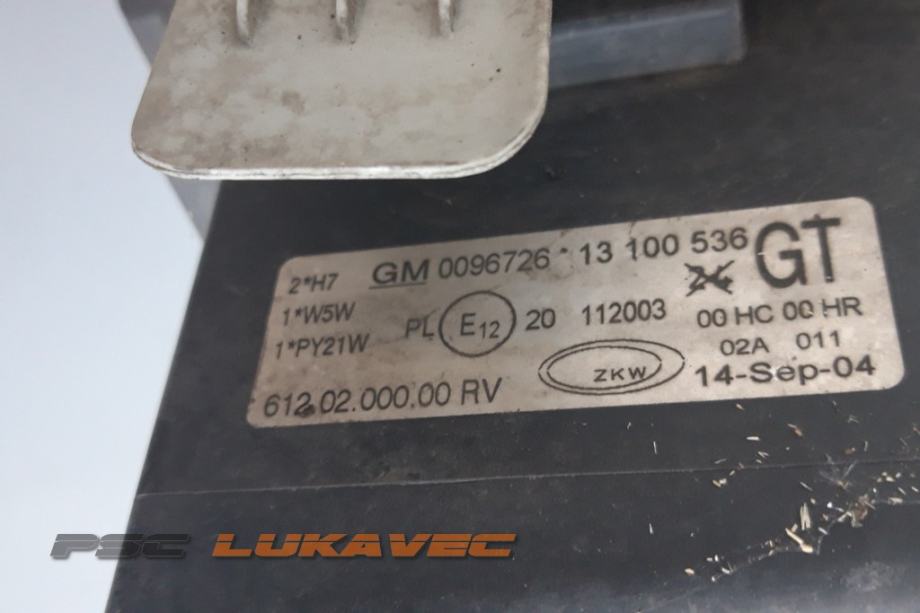 2*H7 GM 0096726 * 13 100 536 GT
1*W5W PL E12 20 112003 00 HC 00 HR
1*PY21W ZKW 02A 011
612.02.000.00 RV 14-Sep-04
PSC LUKAVEC